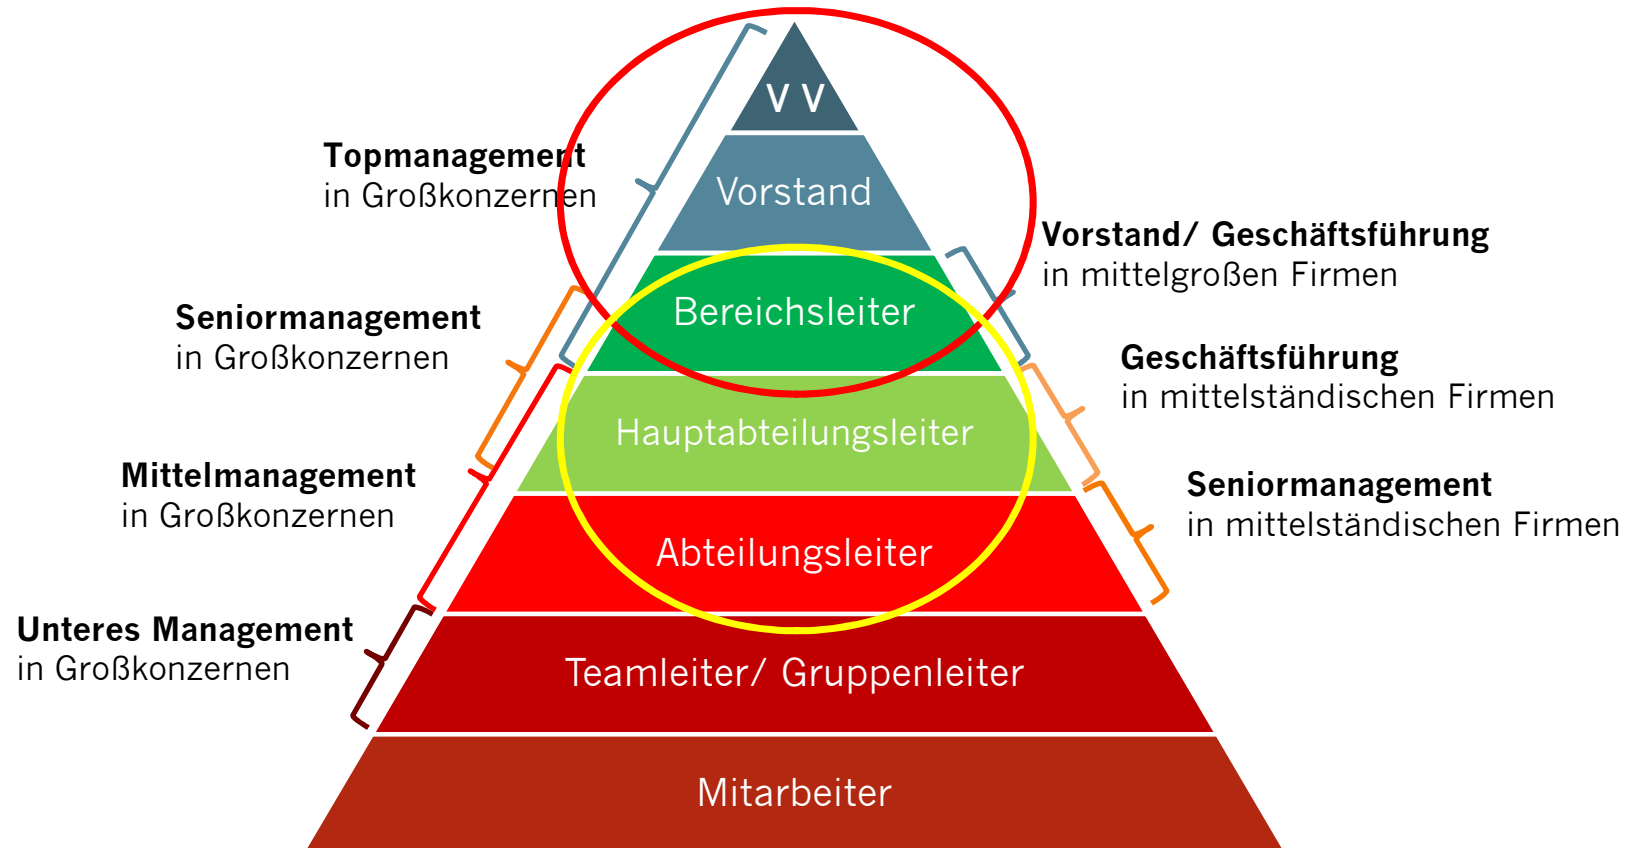 V V
Topmanagement
in Großkonzernen
Vorstand
Vorstand/ Geschäftsführung
in mittelgroßen Firmen
Seniormanagement
in Großkonzernen
Bereichsleiter
Geschäftsführung
in mittelständischen Firmen
Hauptabteilungsleiter
Mittelmanagement
in Großkonzernen
Seniormanagement
in mittelständischen Firmen
Abteilungsleiter
Unteres Management
in Großkonzernen
Teamleiter/ Gruppenleiter
Mitarbeiter